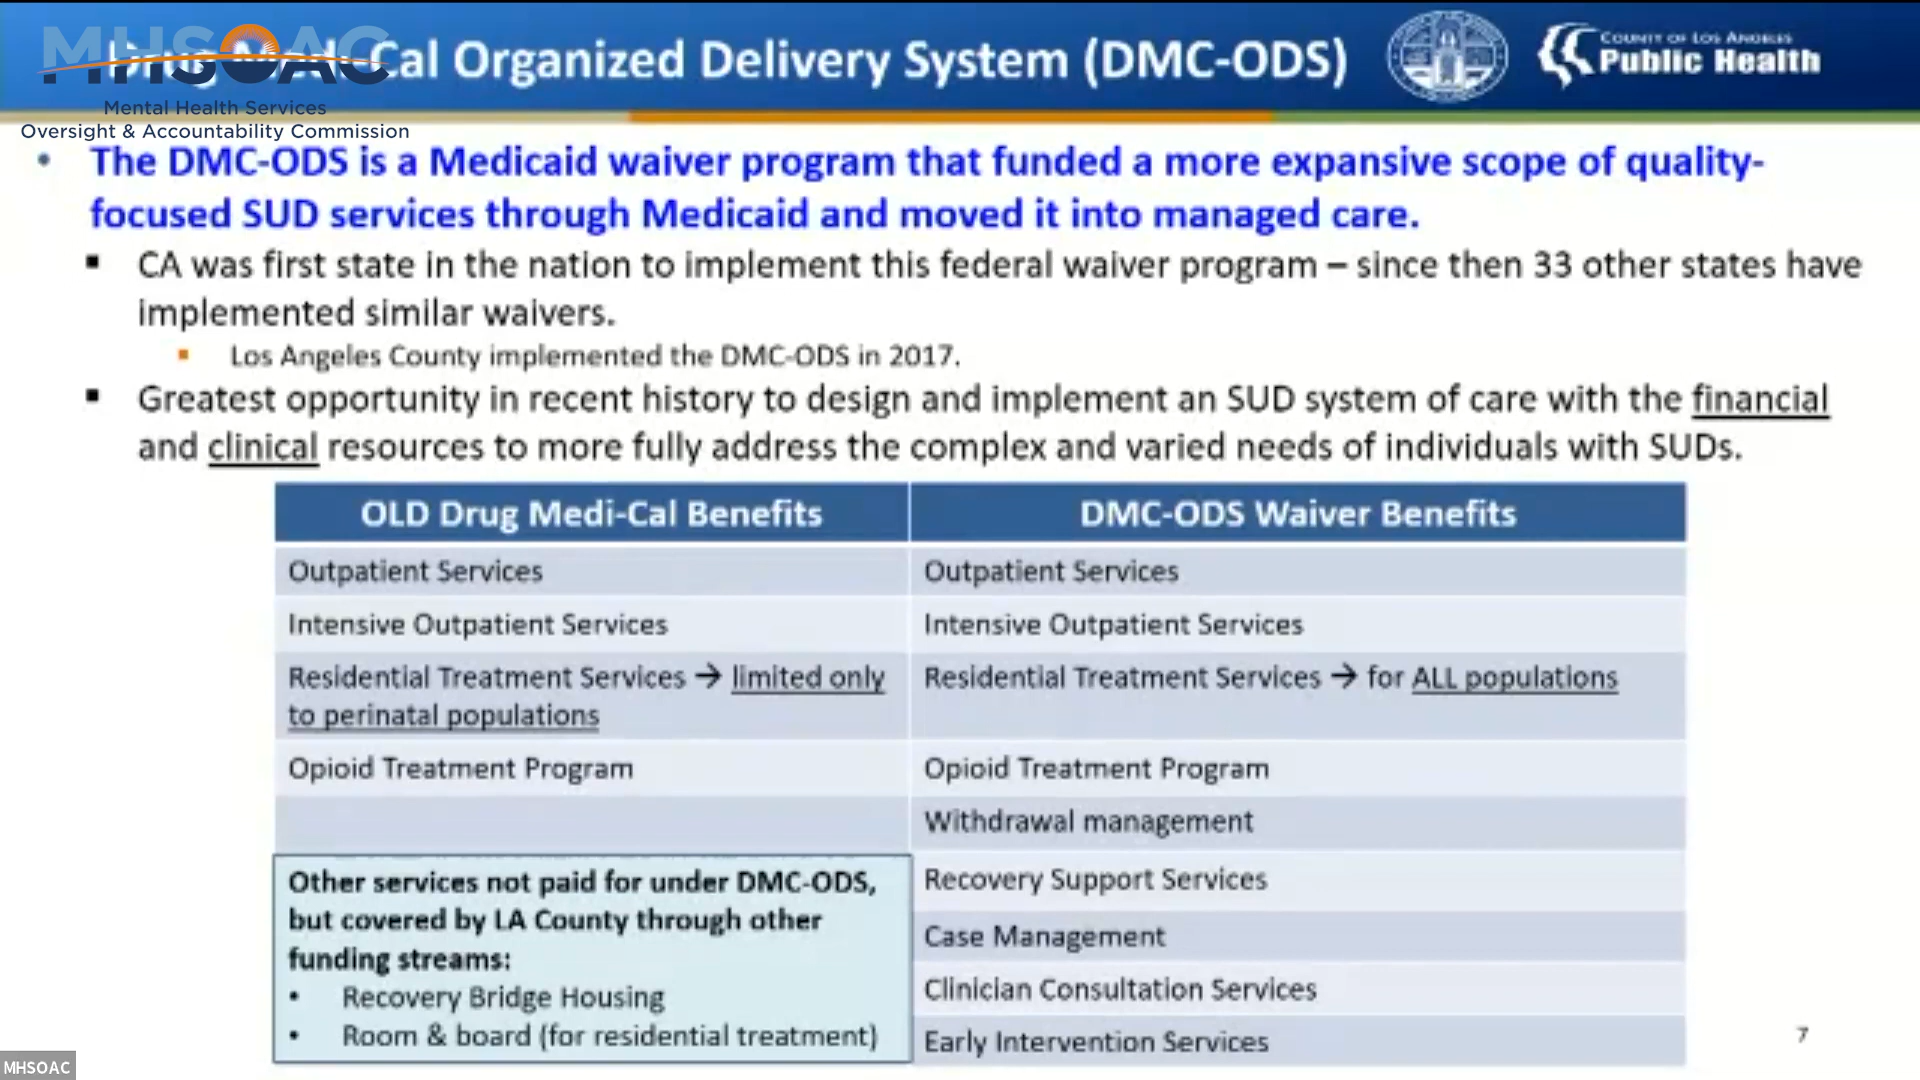 MHSOAC
Mental Health Services
Oversight & Accountability Commission
Drug Medi-Cal Organized Delivery System (DMC-ODS)
COUNTY OF LOS ANGELES
Public Health
• The DMC-ODS is a Medicaid waiver program that funded a more expansive scope of quality-
focused SUD services through Medicaid and moved it into managed care.
▪ CA was first state in the nation to implement this federal waiver program – since then 33 other states have
implemented similar waivers.
▪ Los Angeles County implemented the DMC-ODS in 2017.
▪ Greatest opportunity in recent history to design and implement an SUD system of care with the financial
and clinical resources to more fully address the complex and varied needs of individuals with SUDs.
OLD Drug Medi-Cal Benefits
DMC-ODS Waiver Benefits
Outpatient Services
Outpatient Services
Intensive Outpatient Services
Intensive Outpatient Services
Residential Treatment Services → limited only
to perinatal populations
Residential Treatment Services → for ALL populations
Opioid Treatment Program
Opioid Treatment Program
Withdrawal management
Other services not paid for under DMC-ODS,
but covered by LA County through other
funding streams:
• Recovery Bridge Housing
• Room & board (for residential treatment)
Recovery Support Services
Case Management
Clinician Consultation Services
Early Intervention Services
7
MHSOAC